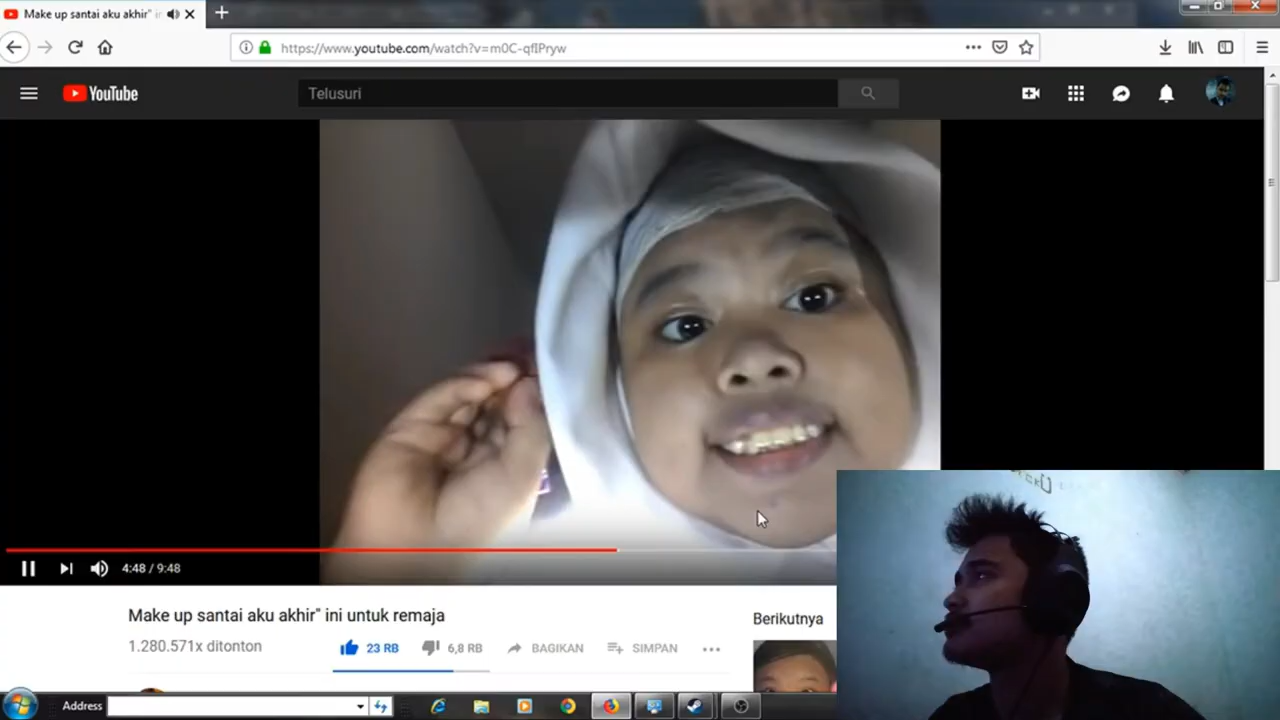 Make up santai aku akhir" i
https://www.youtube.com/watch?v=m0C-qfIPryw
YouTube
Telusuri
4:48 / 9:48
Make up santai aku akhir" ini untuk remaja
Berikutnya
1.280.571x ditonton
23 RB
6,8 RB
BAGIKAN
SIMPAN
Address